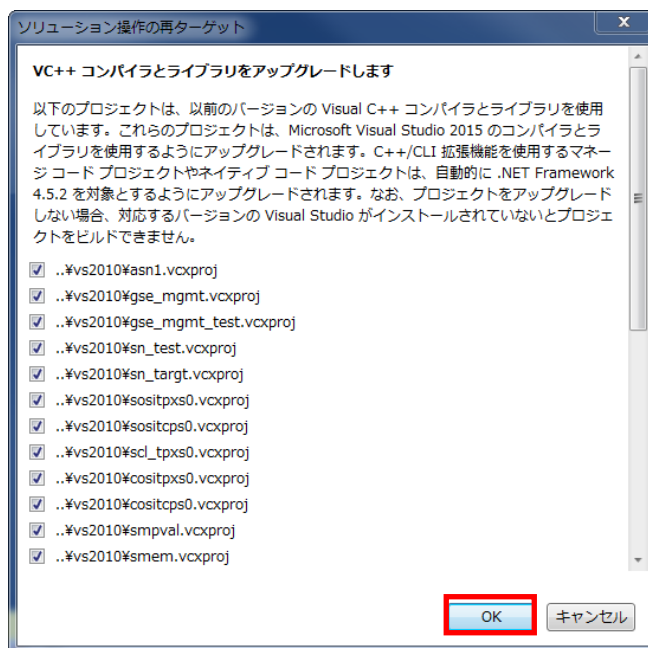 ソリューション操作の再ターゲット
VC++ コンパイラとライブラリをアップグレードします
以下のプロジェクトは、以前のバージョンの Visual C++ コンパイラとライブラリを使用
しています。これらのプロジェクトは、Microsoft Visual Studio 2015 のコンパイラとラ
イブラリを使用するようにアップグレードされます。C++/CLI 拡張機能を使用するマネー
ジ コード プロジェクトやネイティブ コード プロジェクトは、自動的に .NET Framework
4.5.2 を対象とするようにアップグレードされます。なお、プロジェクトをアップグレード
しない場合、対応するバージョンの Visual Studio がインストールされていないとプロジェ
クトをビルドできません。
..¥vs2010¥asn1.vcxproj
..¥vs2010¥gse_mgmt.vcxproj
..¥vs2010¥gse_mgmt_test.vcxproj
..¥vs2010¥sn_test.vcxproj
..¥vs2010¥sn_targt.vcxproj
..¥vs2010¥sositpxs0.vcxproj
..¥vs2010¥sositcps0.vcxproj
..¥vs2010¥scl_tpxs0.vcxproj
..¥vs2010¥cositpxs0.vcxproj
..¥vs2010¥cositcps0.vcxproj
..¥vs2010¥smpval.vcxproj
..¥vs2010¥smem.vcxproj
OK キャンセル